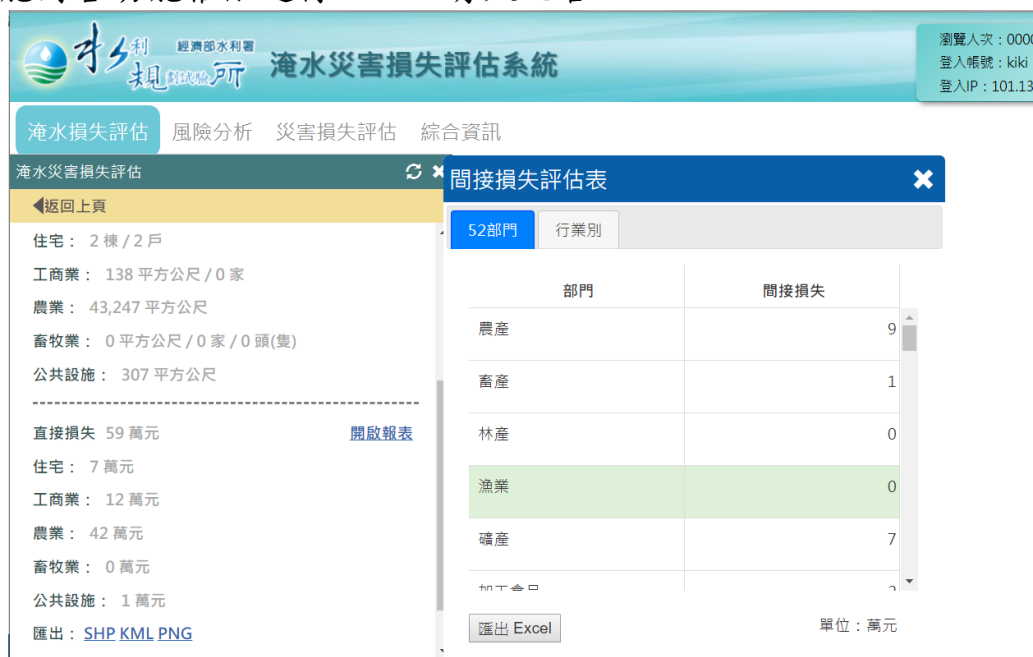 水利規劃試驗所
經濟部水利署
淹水災害損失評估系統
瀏覽人次：0000
登入帳號：kiki
登入IP：101.13
淹水損失評估 風險分析 災害損失評估 綜合資訊
淹水災害損失評估
返回上頁
住宅： 2 棟 / 2 戶
工商業： 138 平方公尺 / 0 家
農業： 43,247 平方公尺
畜牧業： 0 平方公尺 / 0 家 / 0 頭(隻)
公共設施： 307 平方公尺
直接損失 59 萬元 開啟報表
住宅： 7 萬元
工商業： 12 萬元
農業： 42 萬元
畜牧業： 0 萬元
公共設施： 1 萬元
匯出： SHP KML PNG
間接損失評估表
52部門 行業別
部門 間接損失
農產 9
畜產 1
林產 0
漁業 0
礦產 7
加工食品
匯出 Excel 單位：萬元